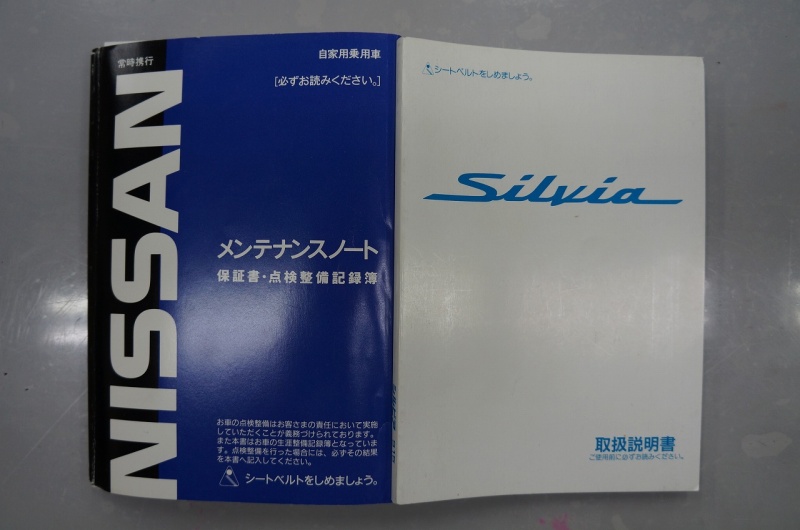 常時携行
NISSAN
自家用乗用車
[必ずお読みください。]
メンテナンスノート
保証書・点検整備記録簿
お車の点検整備はお客さまの責任において実施
していただくことが義務づけられております。
また本書はお車の生涯整備記録簿となっていま
す。点検整備を行った場合には、必ずその結果
を本書へ記入してください。
シートベルトをしめましょう。
シートベルトをしめましょう。
Silvia
取扱説明書
ご使用前に必ずお読みください。